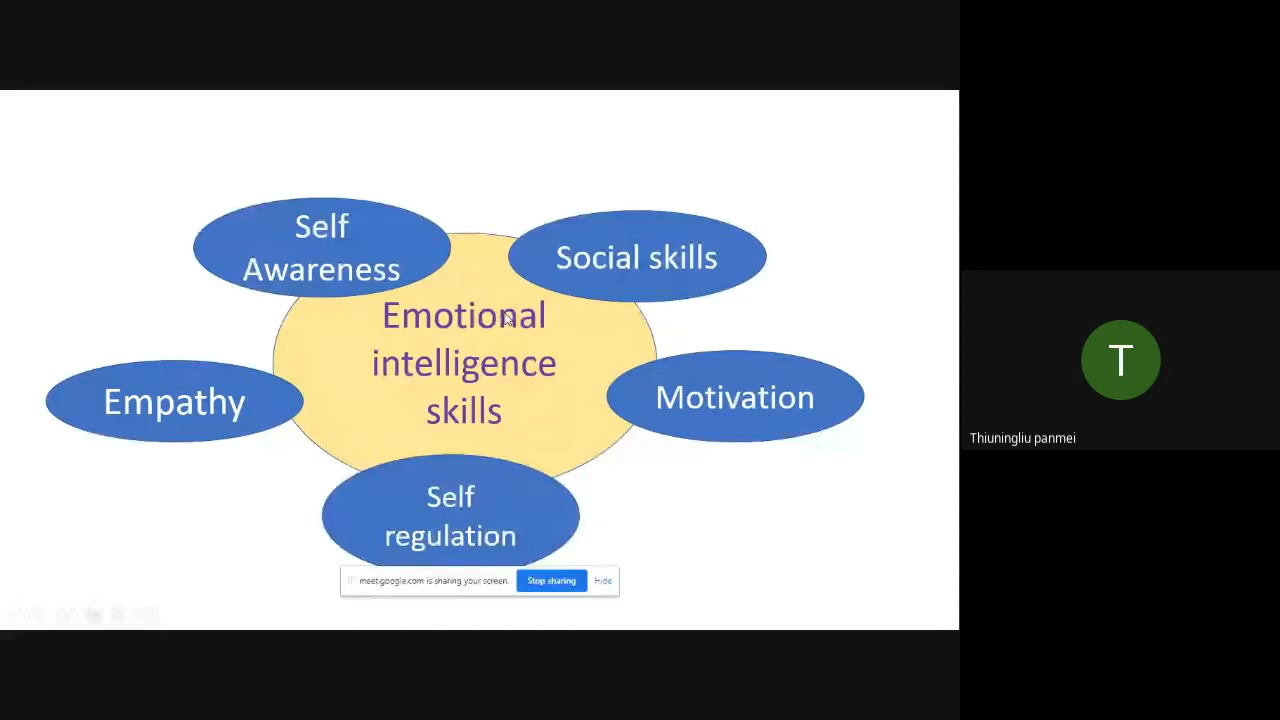 Self
Awareness
Social skills
Emotional
intelligence
skills
Empathy
Motivation
Self
regulation
meet.google.com is sharing your screen.
Stop sharing
Hide
T
Thiuningliu panmei